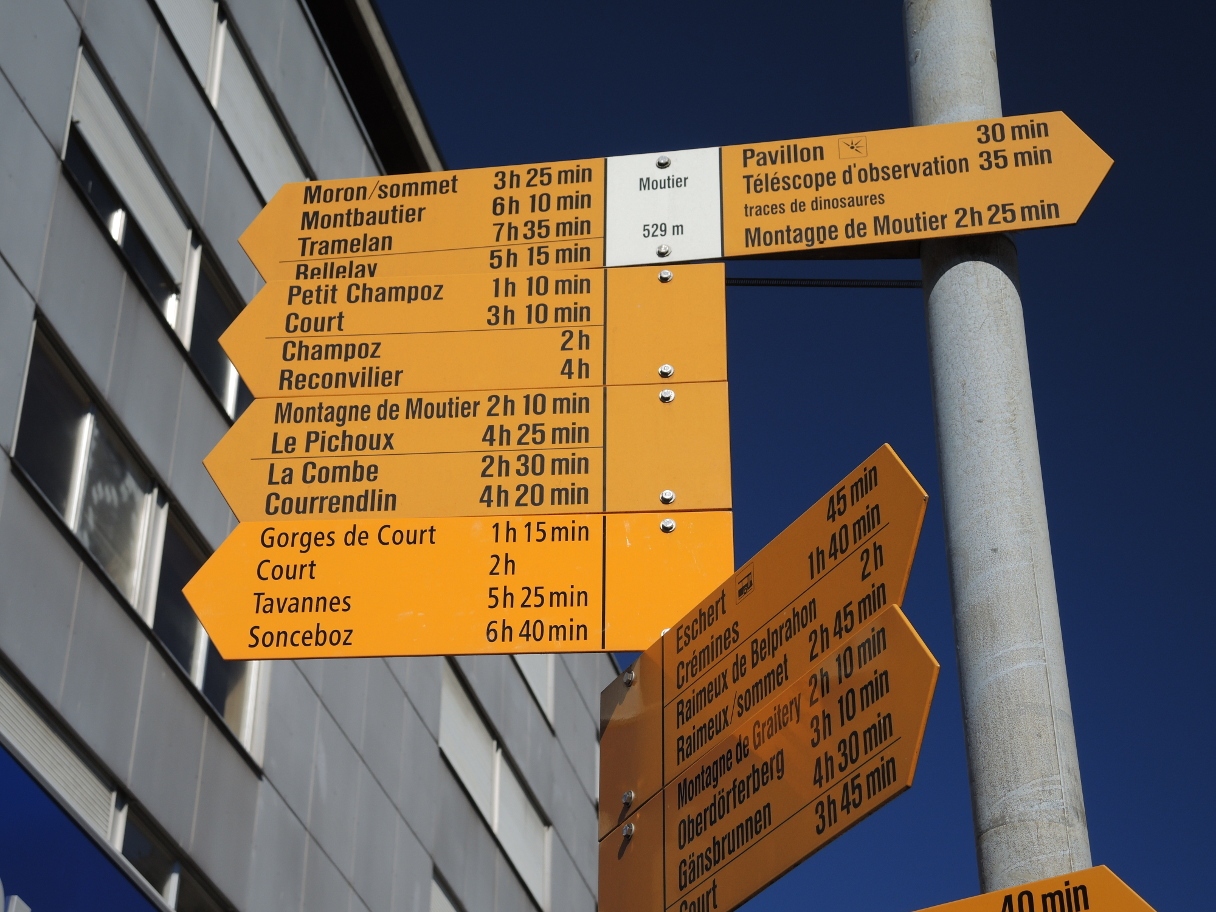 Moron/sommet 3h 25 min
Montbautier 6h 10 min
Tramelan 7h 35 min
Bellelay 5h 15 min
Moutier
529 m
Pavillon 30 min
Téléscope d'observation 35 min
traces de dinosaures
Montagne de Moutier 2h 25 min
Petit Champoz 1h 10 min
Court 3h 10 min
Champoz 2h
Reconvilier 4h
Montagne de Moutier 2h 10 min
Le Pichoux 4h 25 min
La Combe 2h 30 min
Courrendlin 4h 20 min
Gorges de Court 1h 15 min
Court 2h
Tavannes 5h 25 min
Sonceboz 6h 40 min
Eschert 45 min
Crémines 1h 40 min
Raimeux de Belprahon 2h
Raimeux/sommet 2h 45 min
Montagne de Graitery 2h 10 min
Oberdörferberg 3h 10 min
Gänsbrunnen 4h 30 min
Court 3h 45 min
40 min